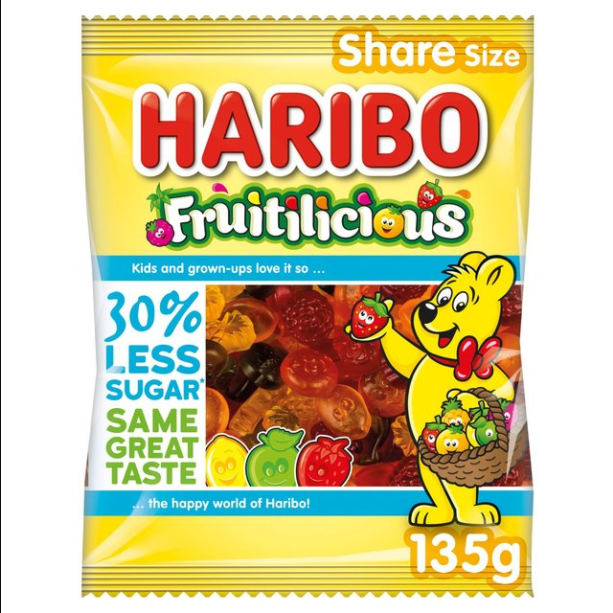 Share Size
HARIBO
Fruitilicious
Kids and grown-ups love it so ...
30%
LESS
SUGAR*
SAME
GREAT
TASTE
... the happy world of Haribo!
135g